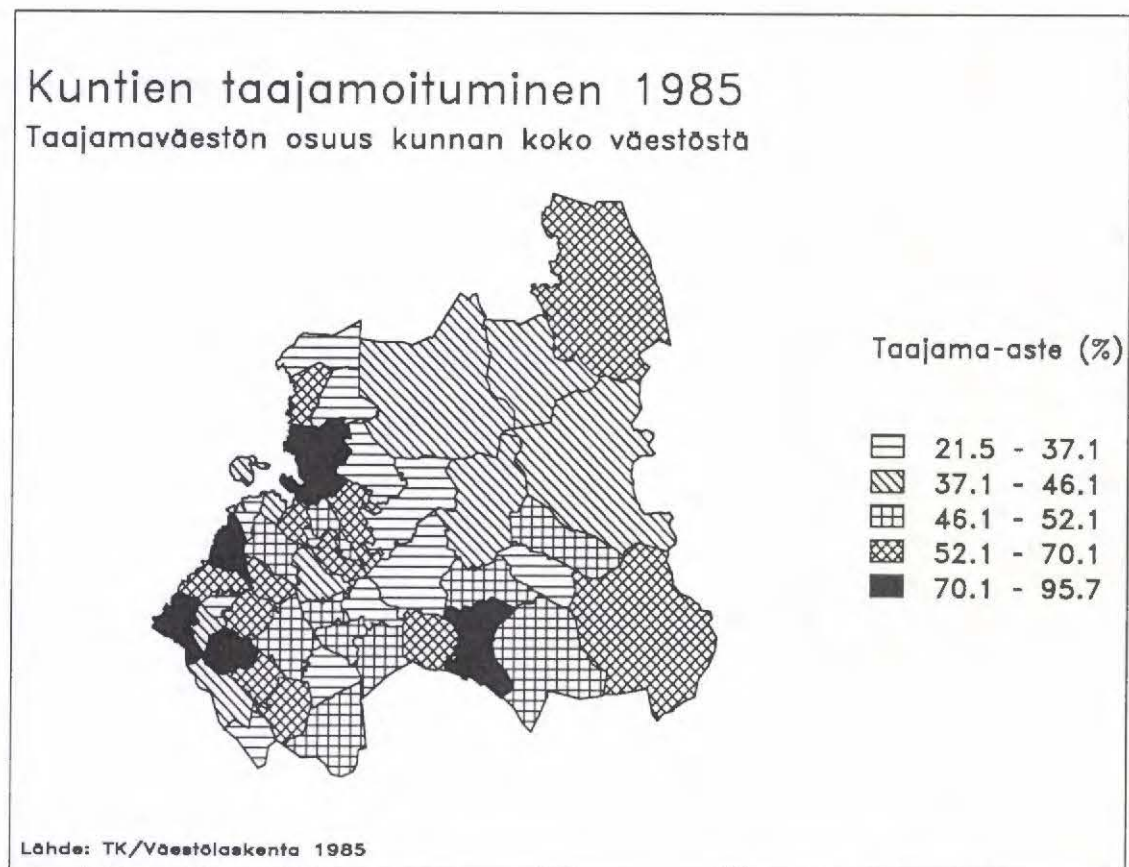 Kuntien taajamoituminen 1985
Taajamaväestön osuus kunnan koko väestöstä
Taajama-aste (%)
21.5 - 37.1
37.1 - 46.1
46.1 - 52.1
52.1 - 70.1
70.1 - 95.7
Lähde: TK/Väestölaskenta 1985